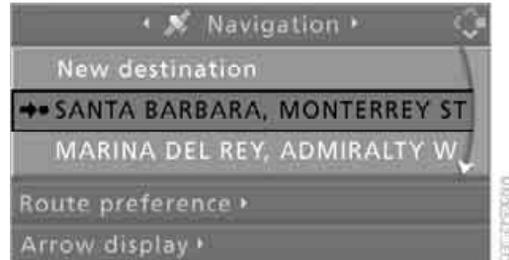 Navigation
New destination
SANTA BARBARA, MONTERREY ST
MARINA DEL REY, ADMIRALTY W
Route preference
Arrow display